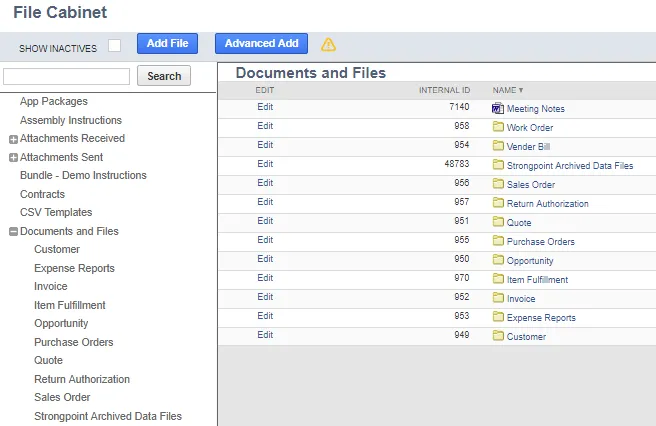 File Cabinet
SHOW INACTIVES Add File Advanced Add
Search
App Packages
Assembly Instructions
Attachments Received
Attachments Sent
Bundle - Demo Instructions
Contracts
CSV Templates
Documents and Files
Customer
Expense Reports
Invoice
Item Fulfillment
Opportunity
Purchase Orders
Quote
Return Authorization
Sales Order
Strongpoint Archived Data Files
Documents and Files
EDIT INTERNAL ID NAME ▼
Edit 7140 Meeting Notes
Edit 958 Work Order
Edit 954 Vender Bill
Edit 48783 Strongpoint Archived Data Files
Edit 956 Sales Order
Edit 957 Return Authorization
Edit 951 Quote
Edit 955 Purchase Orders
Edit 950 Opportunity
Edit 970 Item Fulfillment
Edit 952 Invoice
Edit 953 Expense Reports
Edit 949 Customer